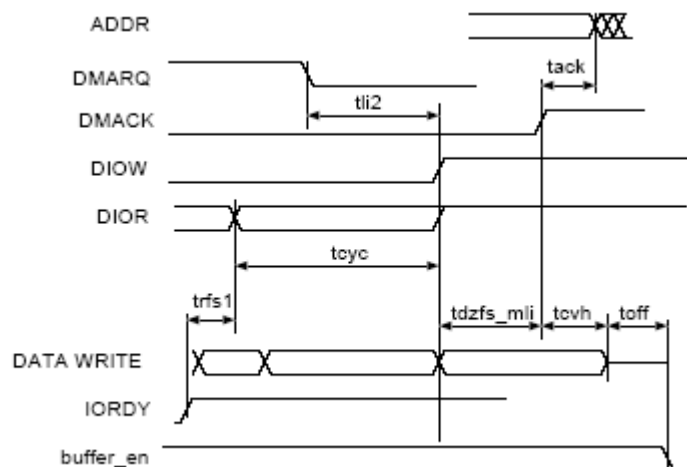 ADDR
tack
DMARQ
tli2
DMACK
DIOW
DIOR
tcyc
trfs1
tdzfs_mli
tcvh
toff
DATA WRITE
IORDY
buffer_en